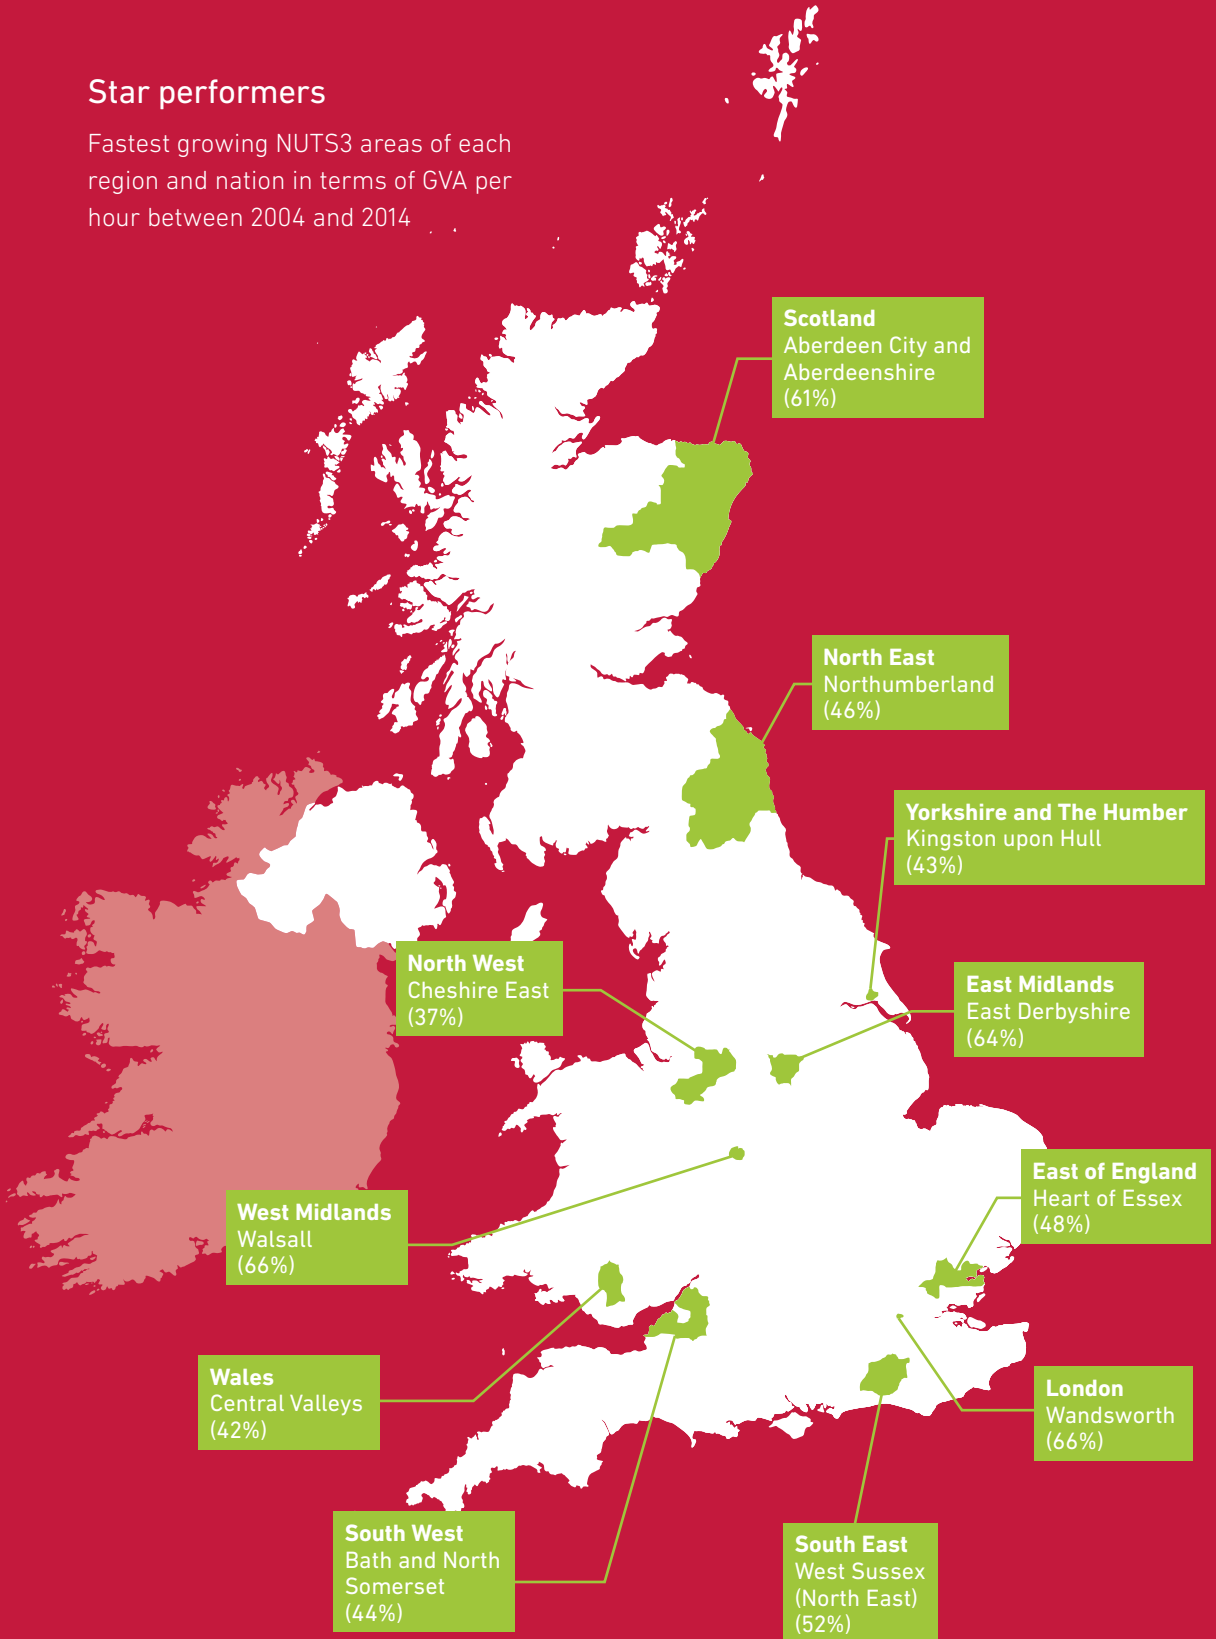 Star performers
Fastest growing NUTS3 areas of each
region and nation in terms of GVA per
hour between 2004 and 2014
Scotland
Aberdeen City and
Aberdeenshire
(61%)
North East
Northumberland
(46%)
Yorkshire and The Humber
Kingston upon Hull
(43%)
North West
Cheshire East
(37%)
East Midlands
East Derbyshire
(64%)
East of England
Heart of Essex
(48%)
West Midlands
Walsall
(66%)
Wales
Central Valleys
(42%)
London
Wandsworth
(66%)
South West
Bath and North
Somerset
(44%)
South East
West Sussex
(North East)
(52%)